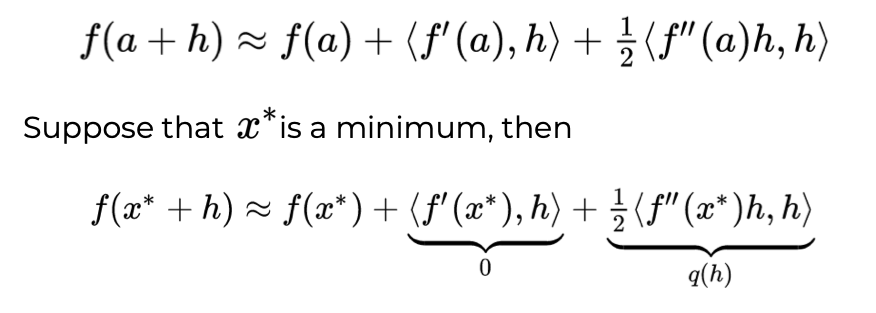 f(a + h) ≈ f(a) + ⟨f′(a), h⟩ + ½⟨f″(a)h, h⟩
Suppose that x* is a minimum, then
f(x* + h) ≈ f(x*) + ⟨f′(x*), h⟩ + ½⟨f″(x*)h, h⟩
0 q(h)